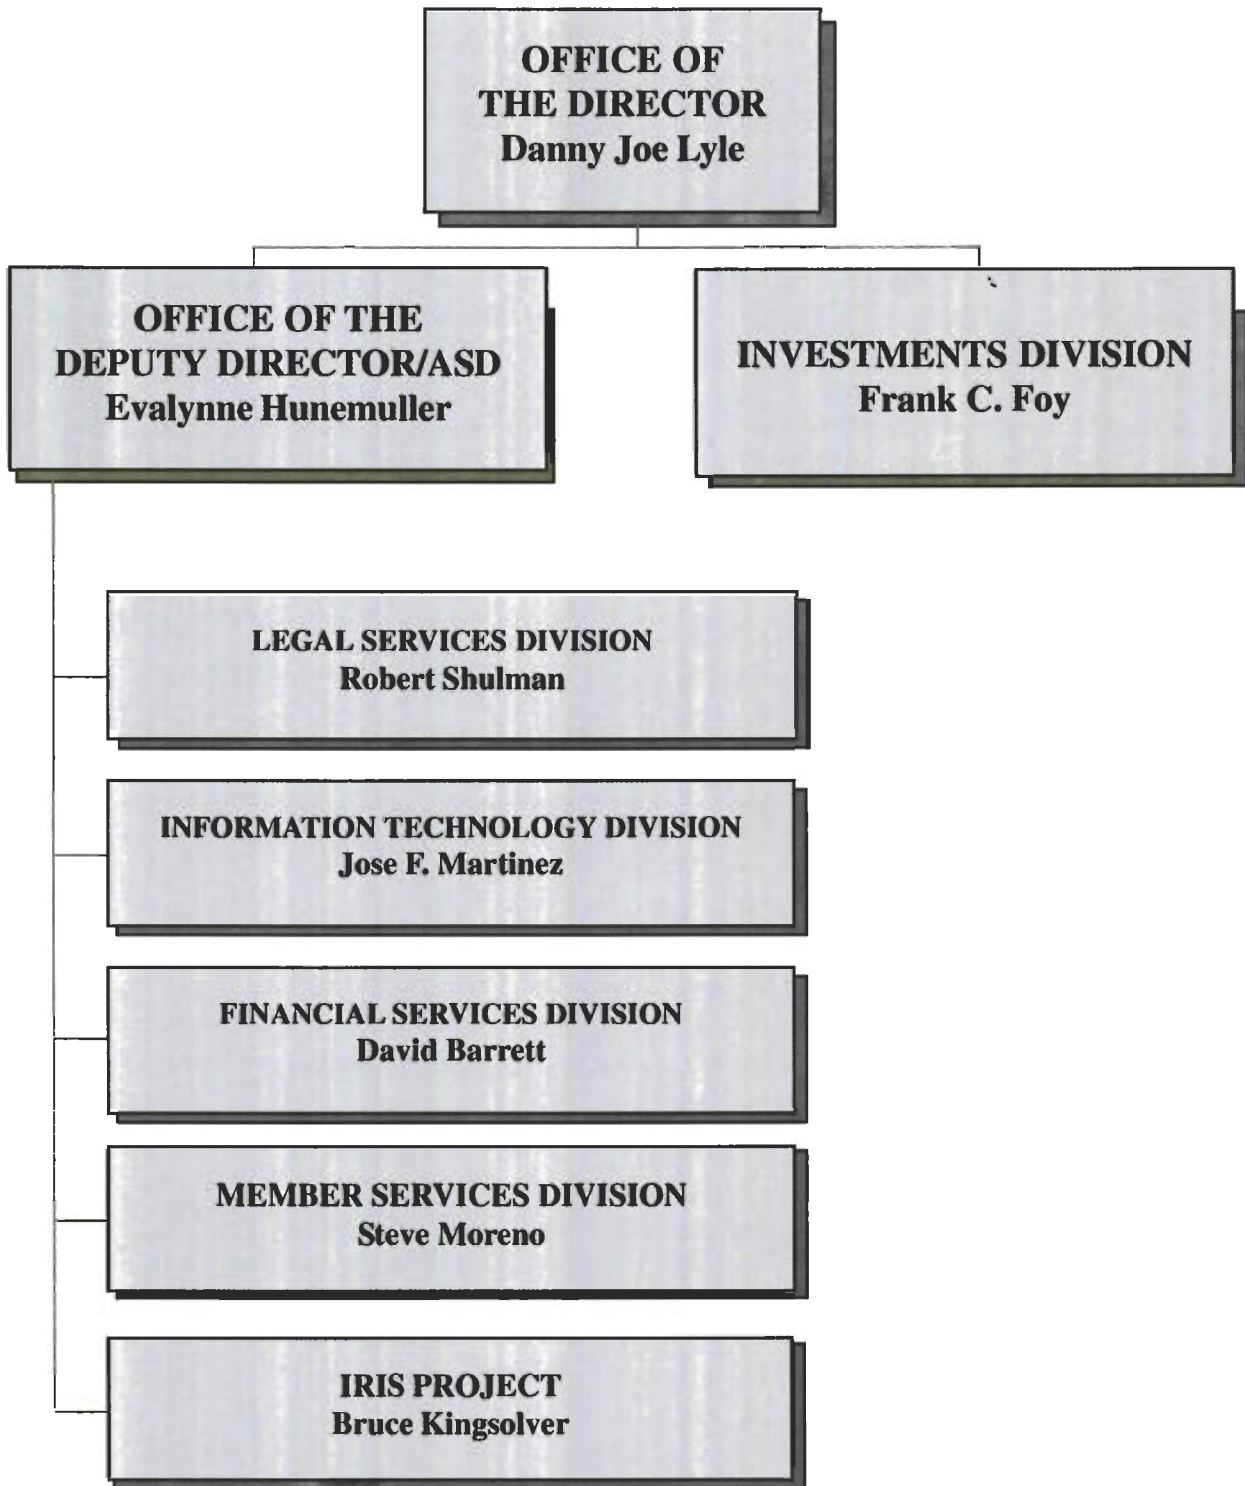 OFFICE OF
THE DIRECTOR
Danny Joe Lyle
OFFICE OF THE
DEPUTY DIRECTOR/ASD
Evalynne Hunemuller
INVESTMENTS DIVISION
Frank C. Foy
LEGAL SERVICES DIVISION
Robert Shulman
INFORMATION TECHNOLOGY DIVISION
Jose F. Martinez
FINANCIAL SERVICES DIVISION
David Barrett
MEMBER SERVICES DIVISION
Steve Moreno
IRIS PROJECT
Bruce Kingsolver